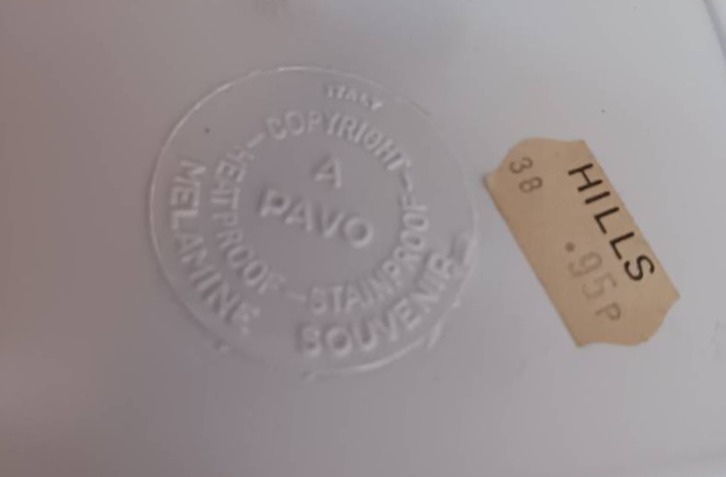 ITALY
-COPYRIGHT-
HEATPROOF-STAINPROOF-
A
PAVO
MELAMINE SOUVENIR
38
HILLS
.95P